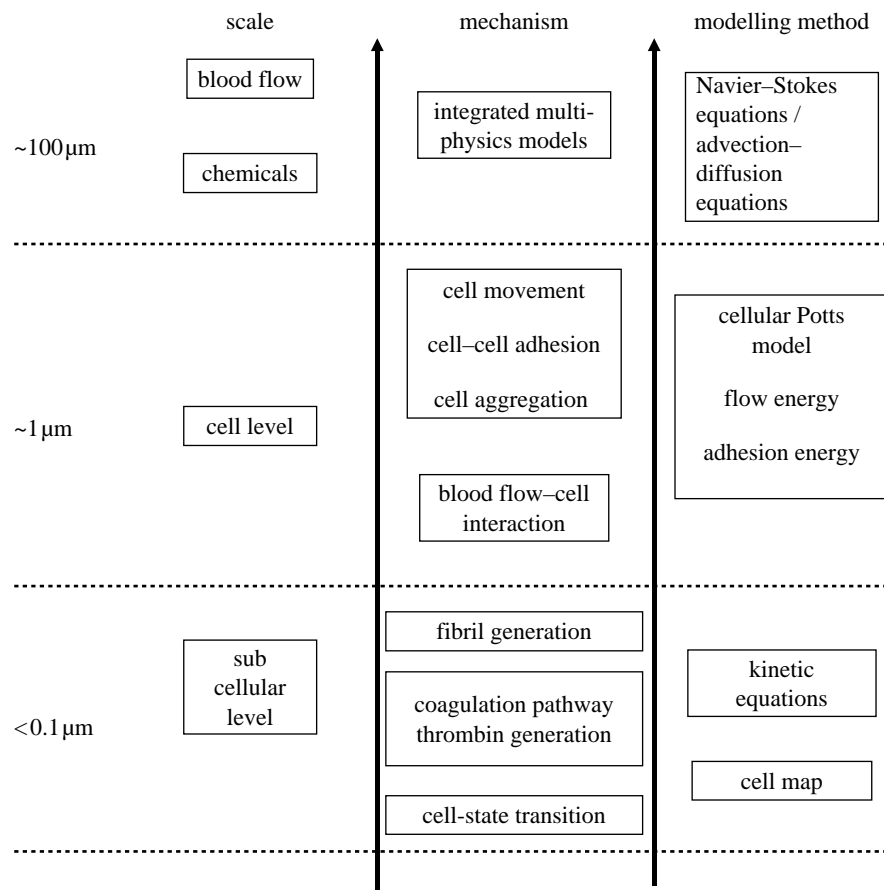 scale
mechanism
modelling method
~100 µm
blood flow
chemicals
integrated multi-
physics models
Navier–Stokes
equations /
advection–
diffusion
equations
~1 µm
cell level
cell movement
cell–cell adhesion
cell aggregation
blood flow–cell
interaction
cellular Potts
model
flow energy
adhesion energy
<0.1 µm
sub
cellular
level
fibril generation
coagulation pathway
thrombin generation
cell-state transition
kinetic
equations
cell map